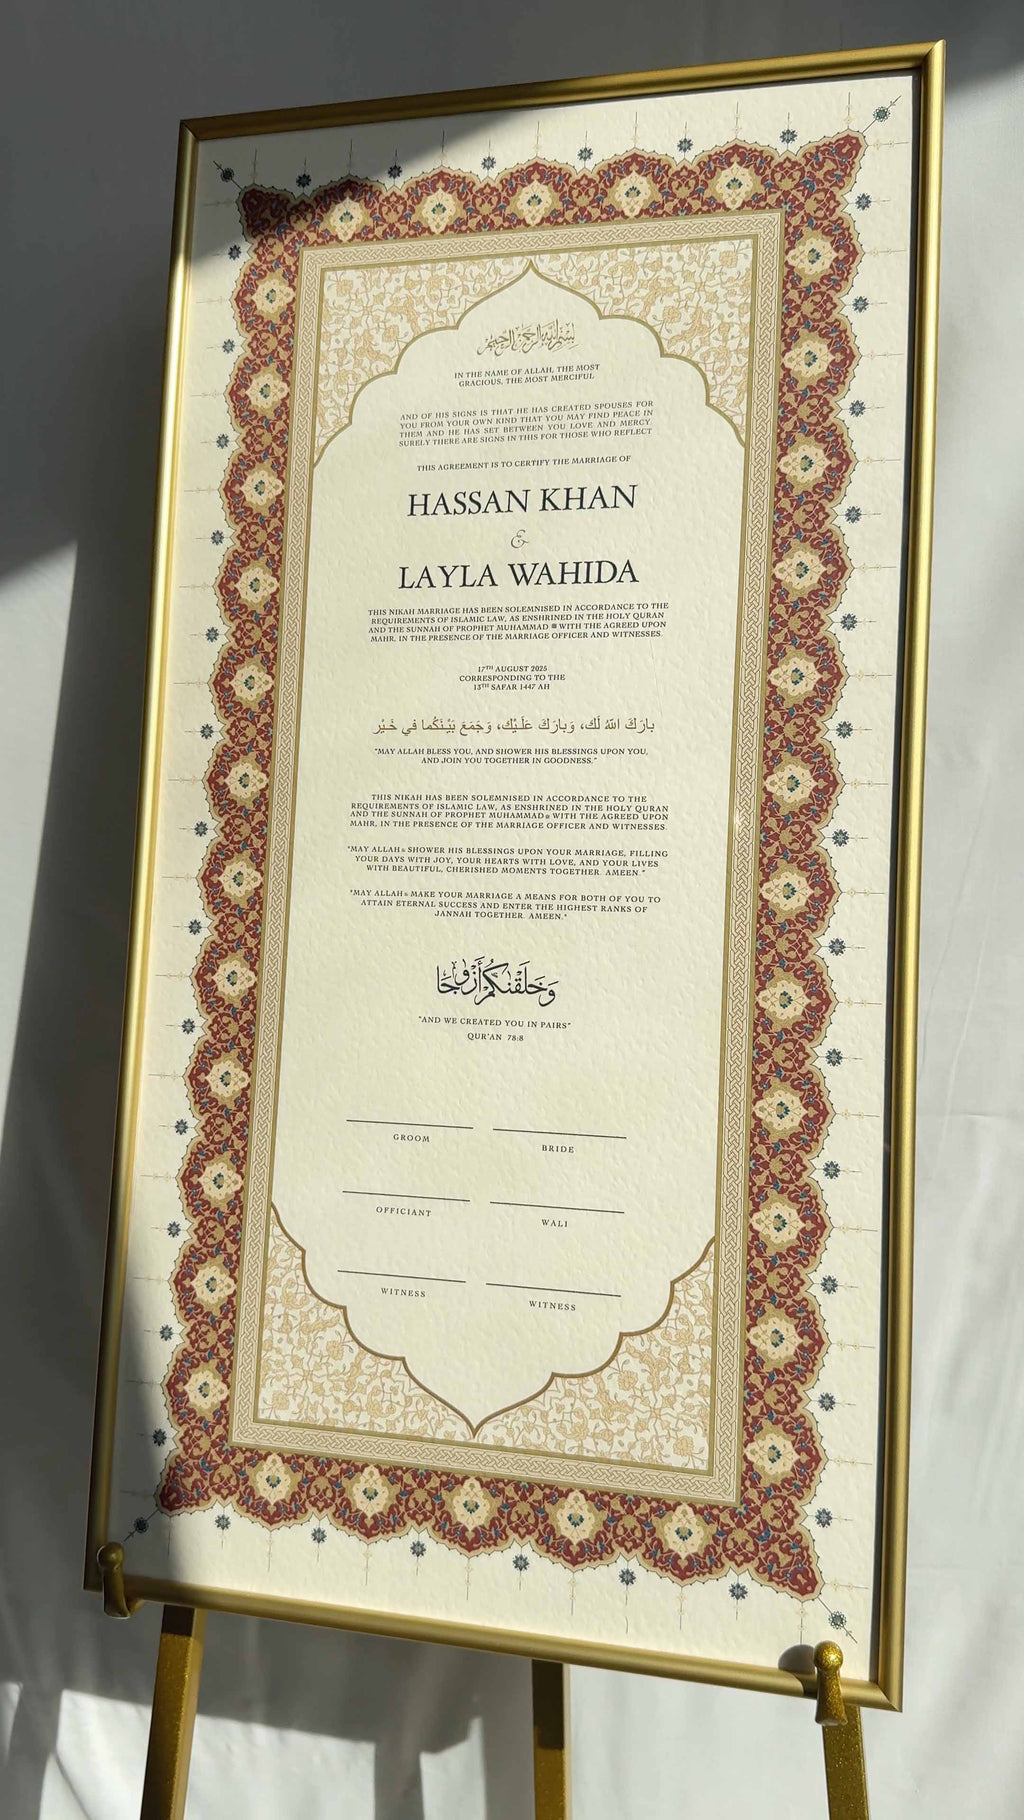 بسم الله الرحمن الرحيم
IN THE NAME OF ALLAH, THE MOST
GRACIOUS, THE MOST MERCIFUL
AND OF HIS SIGNS IS THAT HE HAS CREATED SPOUSES FOR
YOU FROM YOUR OWN KIND THAT YOU MAY FIND PEACE IN
THEM AND HE HAS SET BETWEEN YOU LOVE AND MERCY
SURELY THERE ARE SIGNS IN THIS FOR THOSE WHO REFLECT
THIS AGREEMENT IS TO CERTIFY THE MARRIAGE OF
HASSAN KHAN
&
LAYLA WAHIDA
THIS NIKAH MARRIAGE HAS BEEN SOLEMNISED IN ACCORDANCE TO THE
REQUIREMENTS OF ISLAMIC LAW, AS ENSHRINED IN THE HOLY QURAN
AND THE SUNNAH OF PROPHET MUHAMMAD ﷺ WITH THE AGREED UPON
MAHR, IN THE PRESENCE OF THE MARRIAGE OFFICER AND WITNESSES.
17TH AUGUST 2025
CORRESPONDING TO THE
13TH SAFAR 1447 AH
بارَكَ اللهُ لَك، وَبارَكَ عَلَـيْك، وَجَمَعَ بَيْـنَكُما في خَـيْر
"MAY ALLAH BLESS YOU, AND SHOWER HIS BLESSINGS UPON YOU,
AND JOIN YOU TOGETHER IN GOODNESS."
THIS NIKAH HAS BEEN SOLEMNISED IN ACCORDANCE TO THE
REQUIREMENTS OF ISLAMIC LAW, AS ENSHRINED IN THE HOLY QURAN
AND THE SUNNAH OF PROPHET MUHAMMAD ﷺ WITH THE AGREED UPON
MAHR, IN THE PRESENCE OF THE MARRIAGE OFFICER AND WITNESSES.
"MAY ALLAH SHOWER HIS BLESSINGS UPON YOUR MARRIAGE, FILLING
YOUR DAYS WITH JOY, YOUR HEARTS WITH LOVE, AND YOUR LIVES
WITH BEAUTIFUL, CHERISHED MOMENTS TOGETHER. AMEEN."
"MAY ALLAH MAKE YOUR MARRIAGE A MEANS FOR BOTH OF YOU TO
ATTAIN ETERNAL SUCCESS AND ENTER THE HIGHEST RANKS OF
JANNAH TOGETHER. AMEEN."
وَخَلَقْنَٰكُمْ أَزْوَٰجًا
"AND WE CREATED YOU IN PAIRS"
QUR'AN 78:8
GROOM
BRIDE
OFFICIANT
WALI
WITNESS
WITNESS